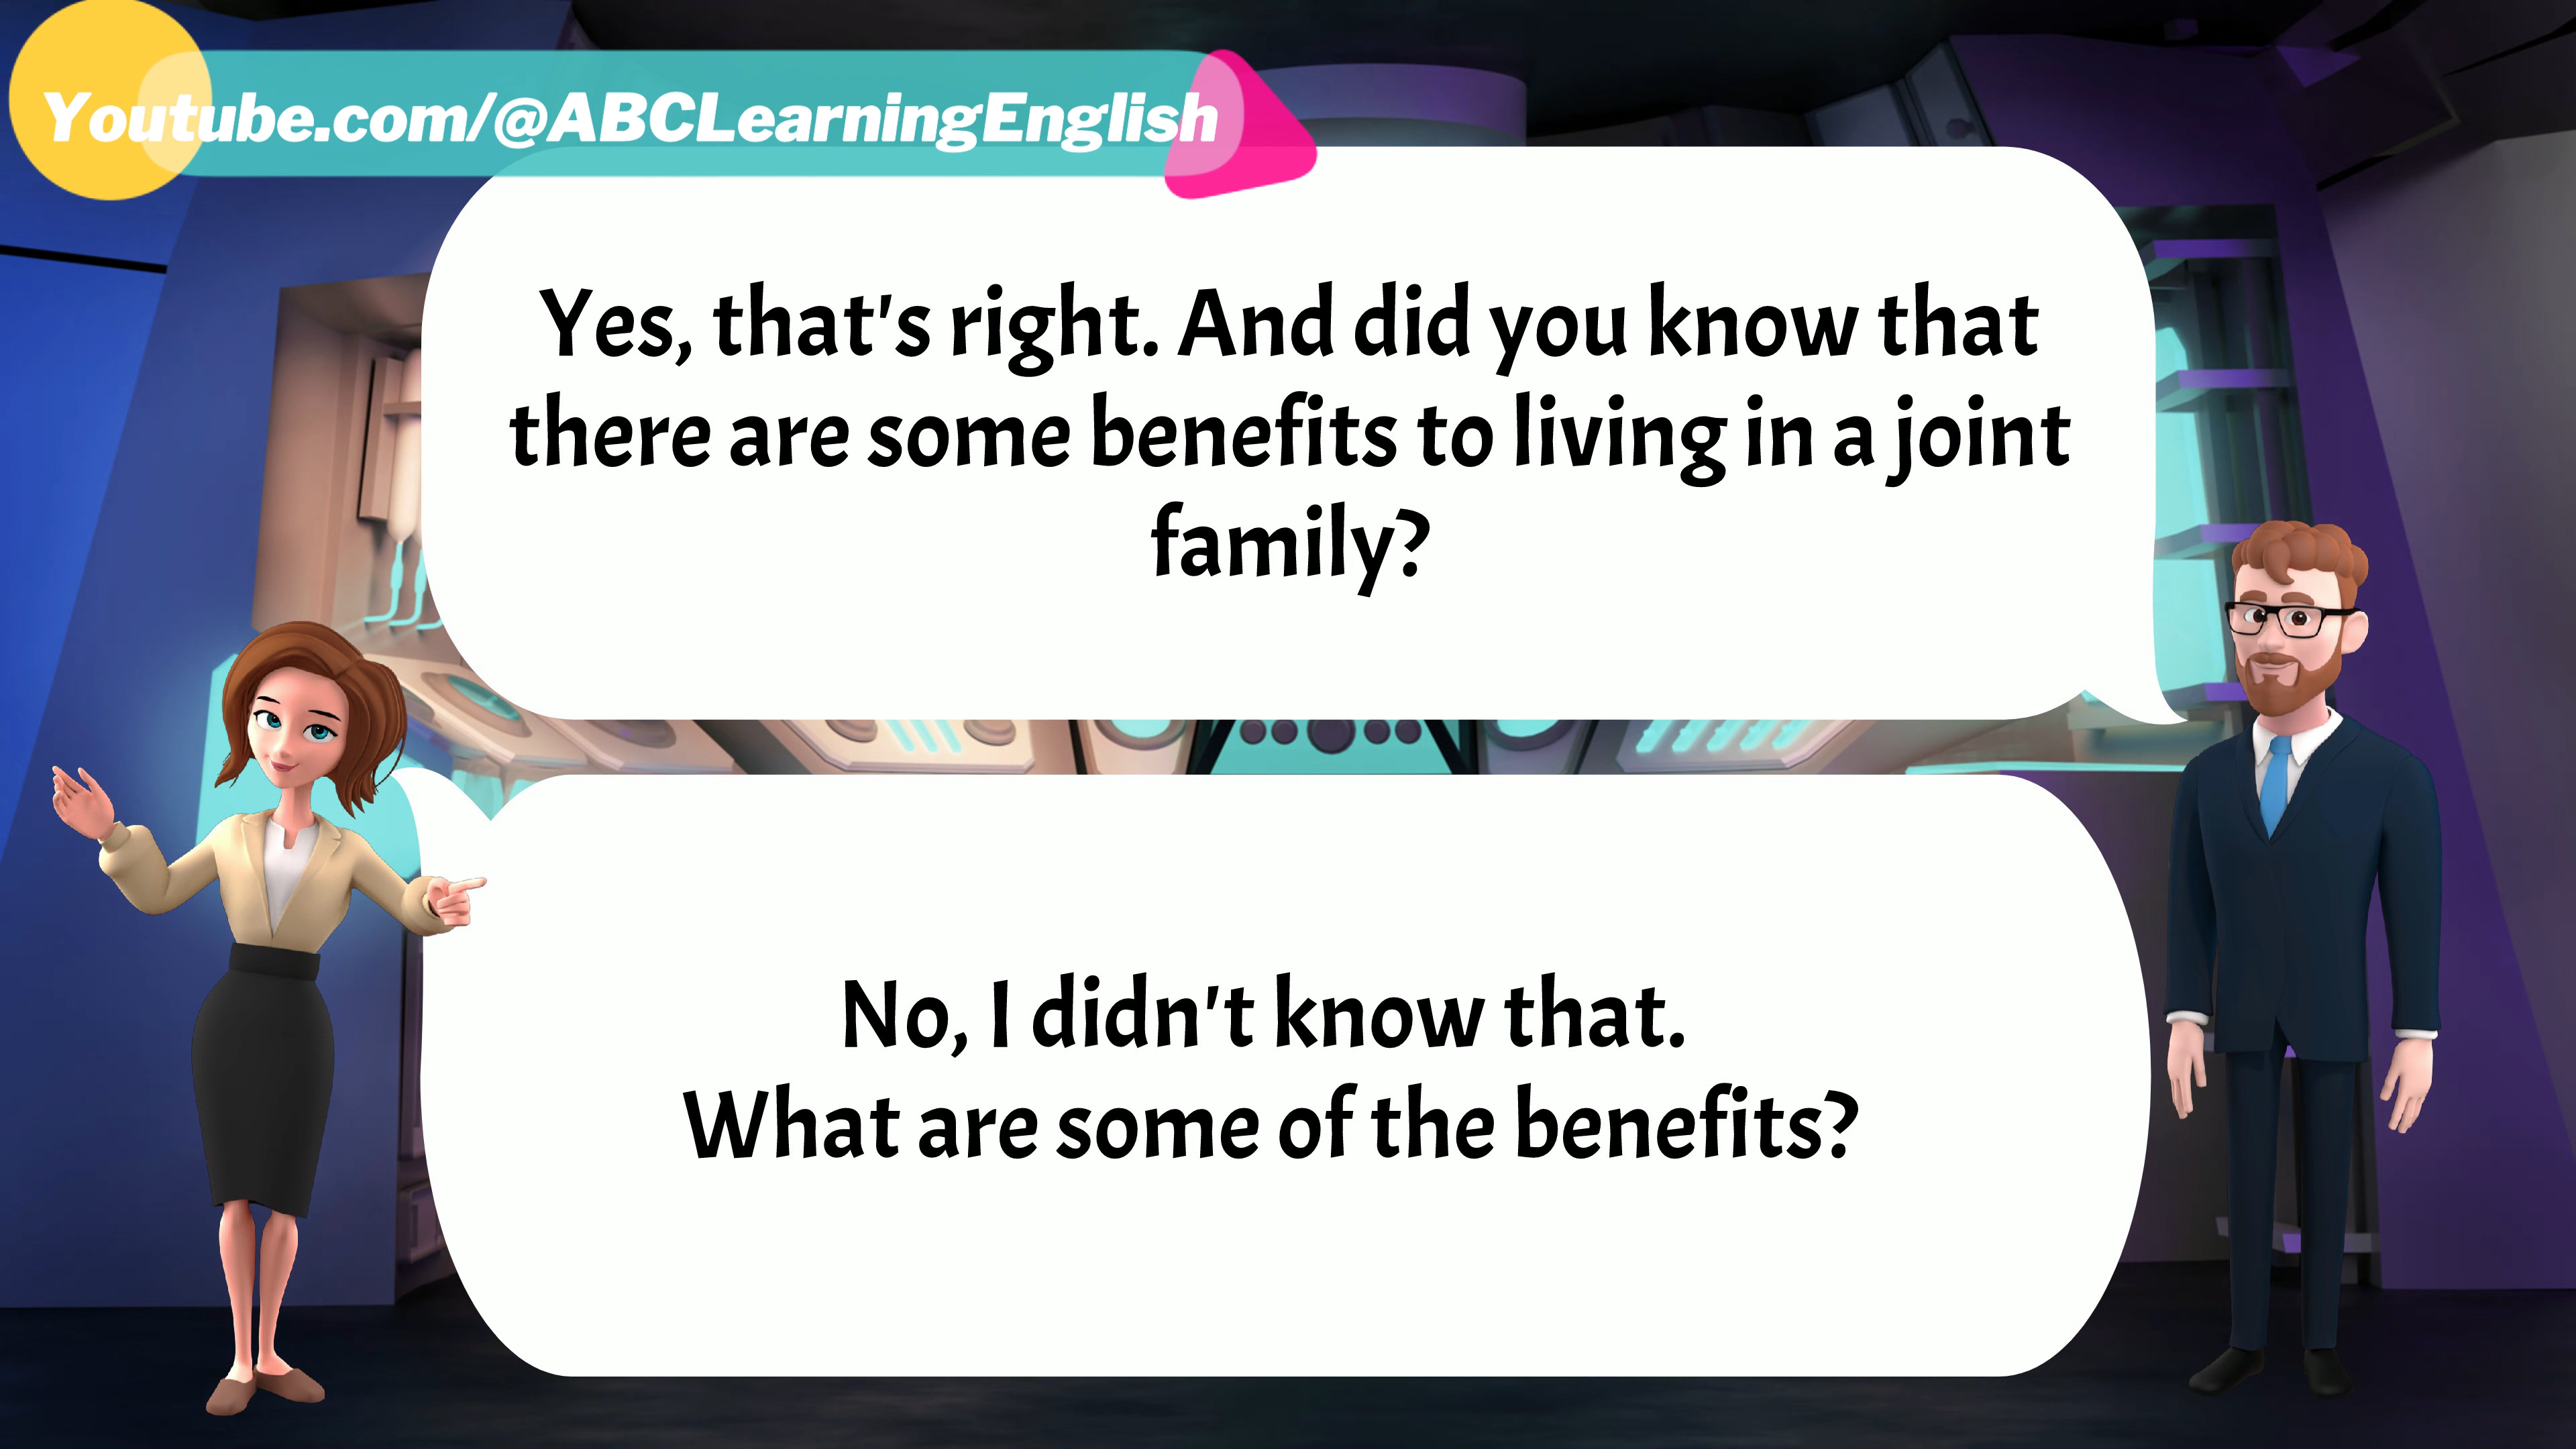 Youtube.com/@ABCLearningEnglish
Yes, that's right. And did you know that
there are some benefits to living in a joint
family?
No, I didn't know that.
What are some of the benefits?